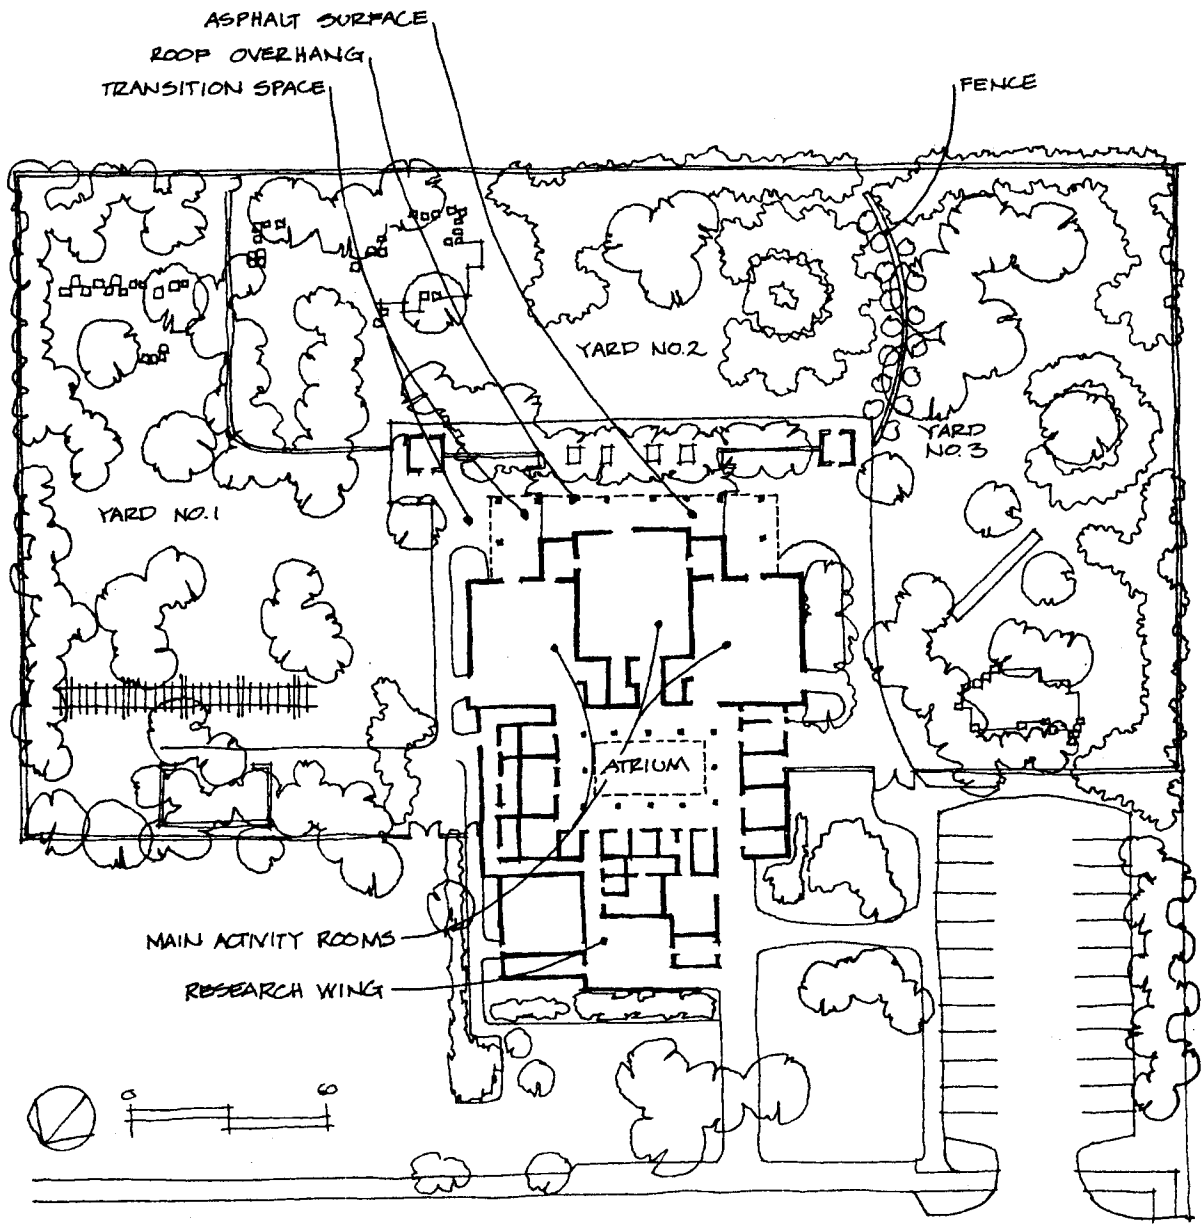 ASPHALT SURFACE
ROOF OVERHANG
TRANSITION SPACE
FENCE
YARD NO.2
YARD
NO.3
YARD NO.1
ATRIUM
MAIN ACTIVITY ROOMS
RESEARCH WING
0 60